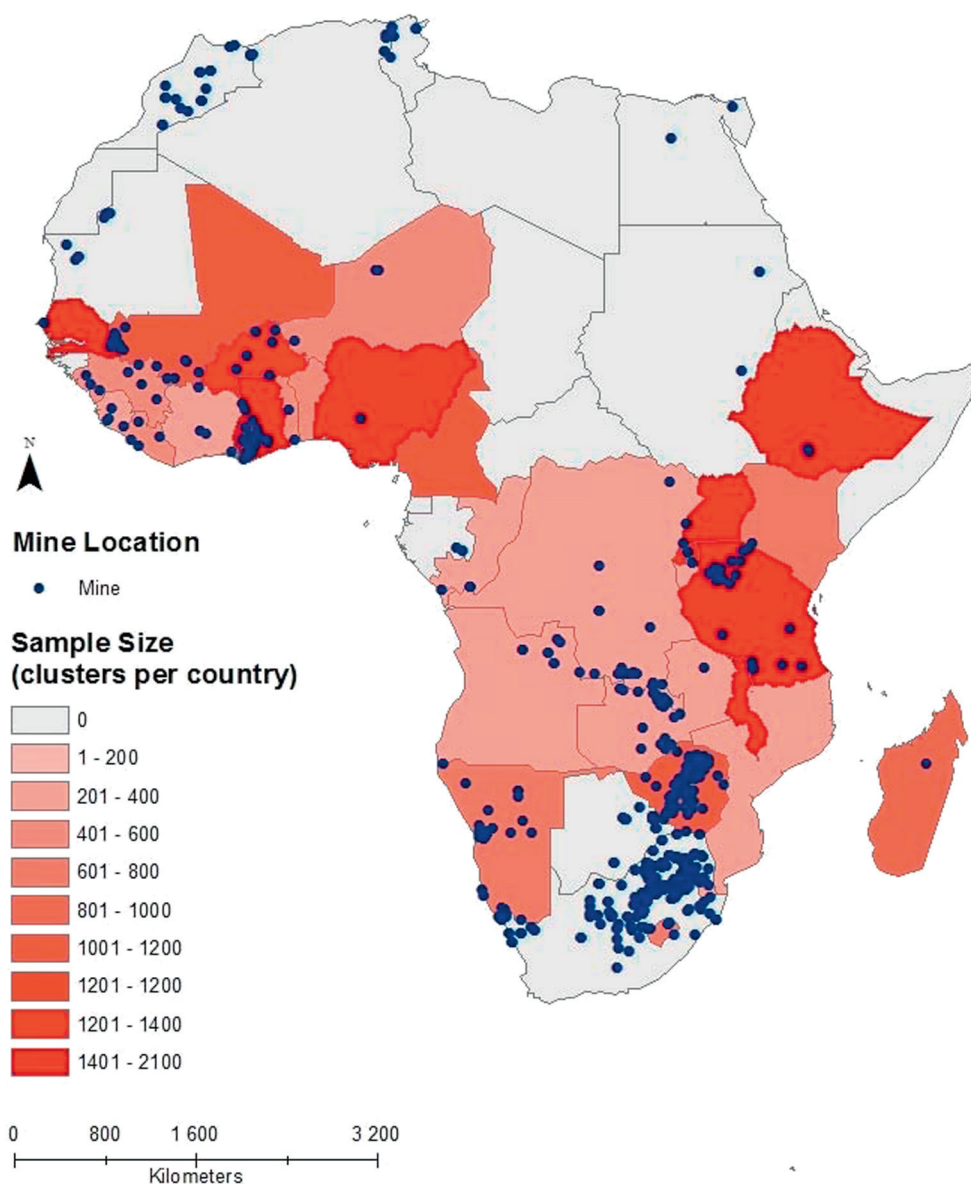 N
Mine Location
Mine
Sample Size
(clusters per country)
0
1 - 200
201 - 400
401 - 600
601 - 800
801 - 1000
1001 - 1200
1201 - 1200
1201 - 1400
1401 - 2100
0 800 1 600 3 200
Kilometers